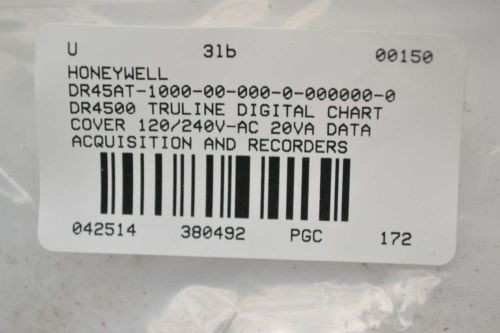 U 3lb 00150
HONEYWELL
DR45AT-1000-00-000-0-000000-0
DR4500 TRULINE DIGITAL CHART
COVER 120/240V-AC 20VA DATA
ACQUISITION AND RECORDERS
042514 380492 PGC 172